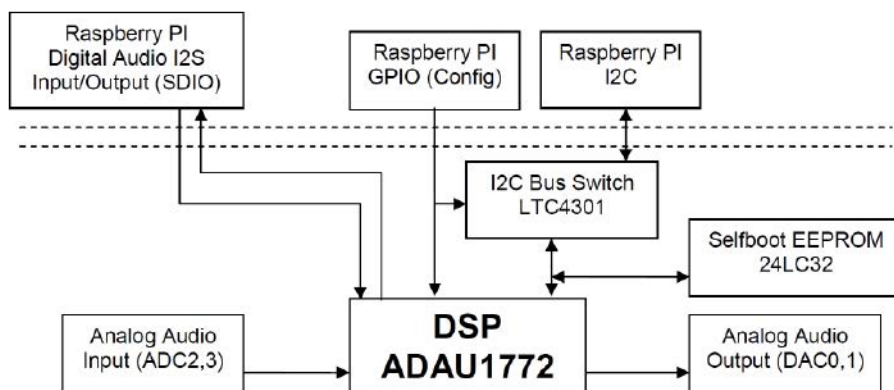 Raspberry PI
Digital Audio I2S
Input/Output (SDIO)
Raspberry PI
GPIO (Config)
Raspberry PI
I2C
I2C Bus Switch
LTC4301
Selfboot EEPROM
24LC32
Analog Audio
Input (ADC2,3)
DSP
ADAU1772
Analog Audio
Output (DAC0,1)